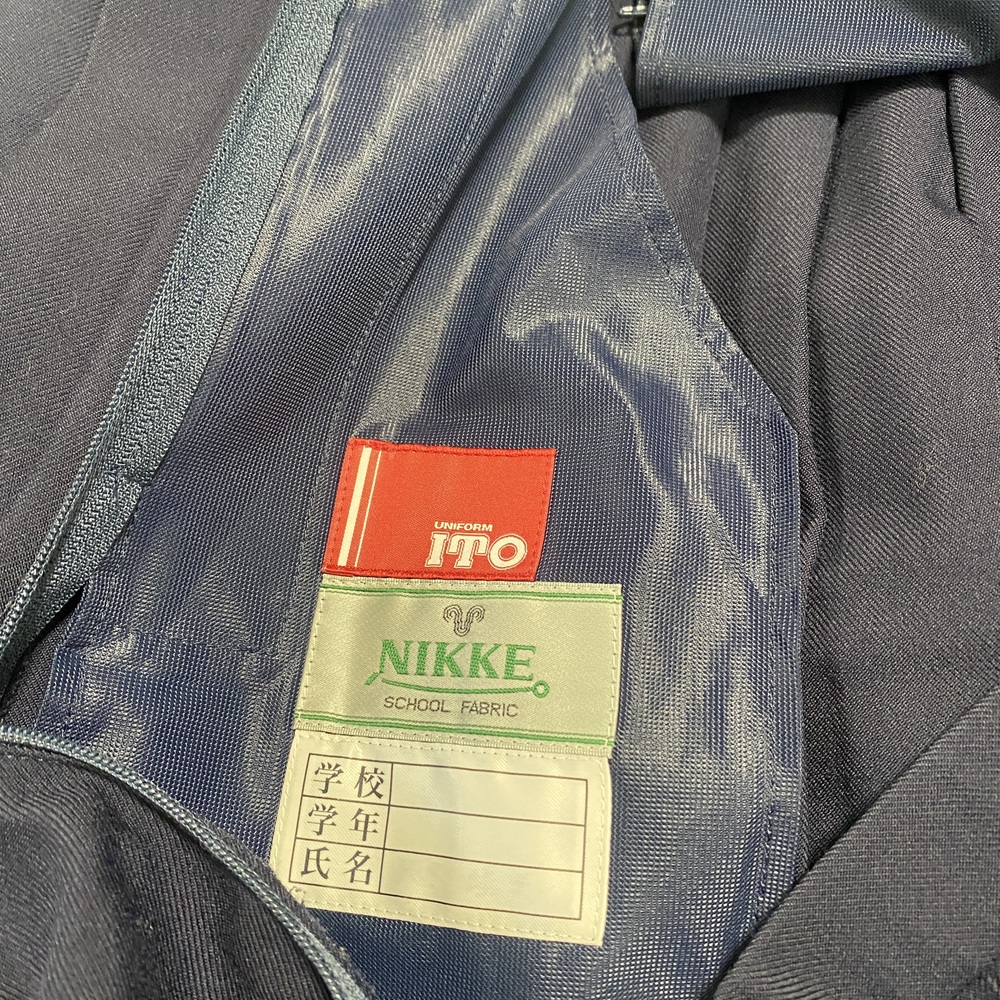 UNIFORM
ITO
NIKKE
SCHOOL FABRIC
学校
学年
氏名